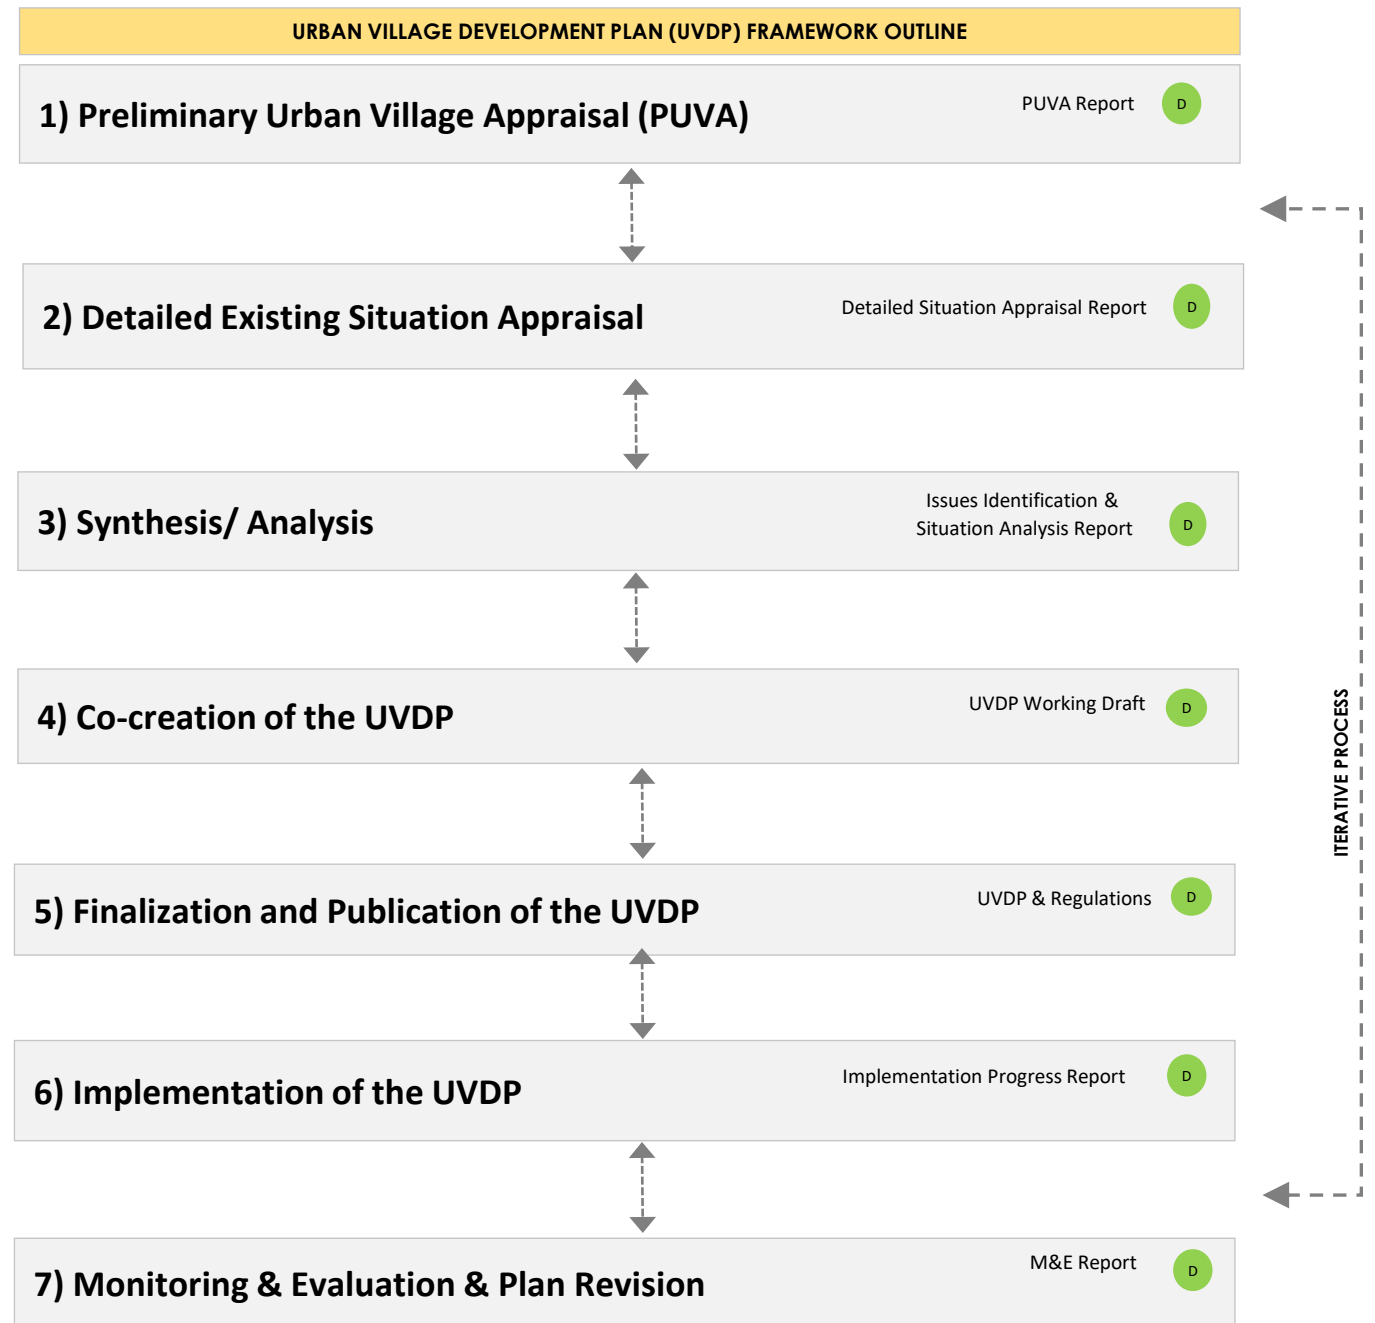 URBAN VILLAGE DEVELOPMENT PLAN (UVDP) FRAMEWORK OUTLINE
1) Preliminary Urban Village Appraisal (PUVA)
PUVA Report
D
2) Detailed Existing Situation Appraisal
Detailed Situation Appraisal Report
D
3) Synthesis/ Analysis
Issues Identification &
Situation Analysis Report
D
4) Co-creation of the UVDP
UVDP Working Draft
D
5) Finalization and Publication of the UVDP
UVDP & Regulations
D
6) Implementation of the UVDP
Implementation Progress Report
D
7) Monitoring & Evaluation & Plan Revision
M&E Report
D
ITERATIVE PROCESS